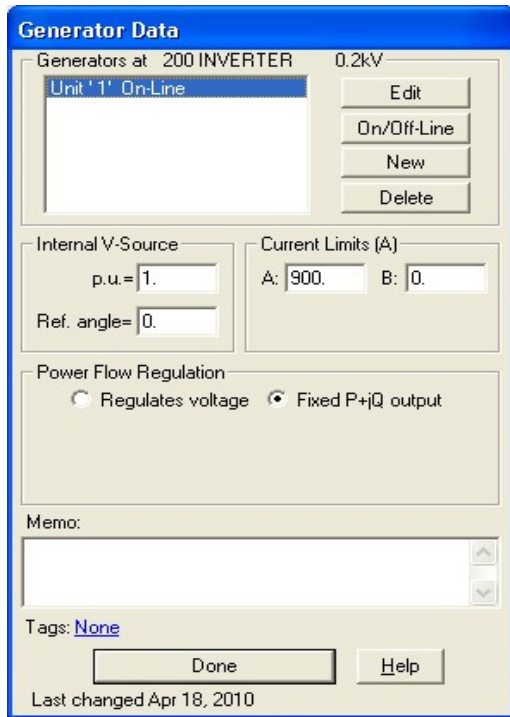 Generator Data
Generators at 200 INVERTER 0.2kV
Unit '1' On-Line
Edit
On/Off-Line
New
Delete
Internal V-Source
p.u.= 1.
Ref. angle= 0.
Current Limits (A)
A: 900. B: 0.
Power Flow Regulation
Regulates voltage Fixed P+jQ output
Memo:
Tags: None
Done Help
Last changed Apr 18, 2010